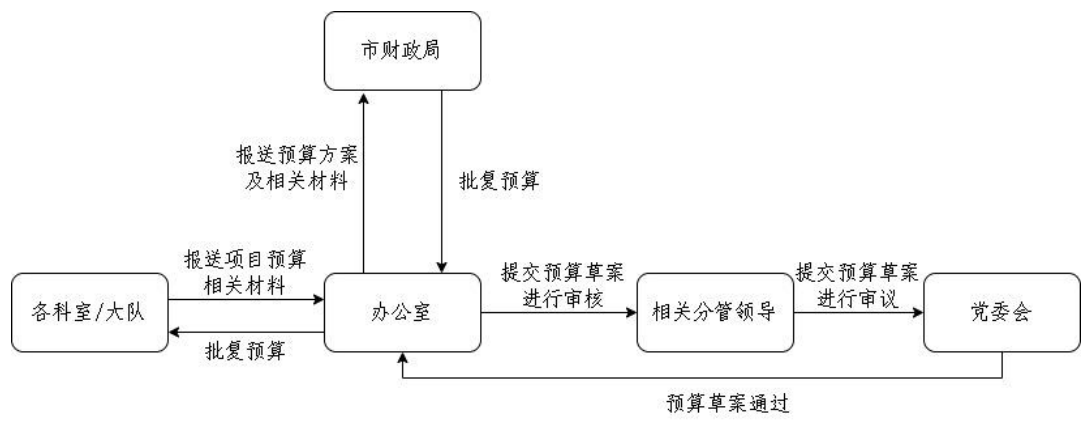 市财政局
报送预算方案
及相关材料
批复预算
报送项目预算
相关材料
提交预算草案
进行审核
提交预算草案
进行审议
各科室/大队
办公室
相关分管领导
党委会
批复预算
预算草案通过